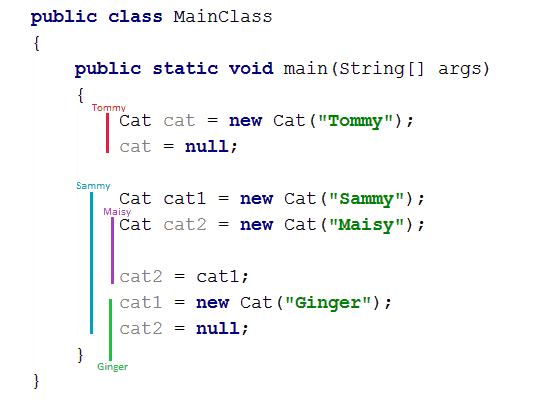 public class MainClass
{
public static void main(String[] args)
{
Tommy
Cat cat = new Cat("Tommy");
cat = null;
Sammy
Cat cat1 = new Cat("Sammy");
Maisy
Cat cat2 = new Cat("Maisy");
cat2 = cat1;
cat1 = new Cat("Ginger");
cat2 = null;
}
Ginger
}